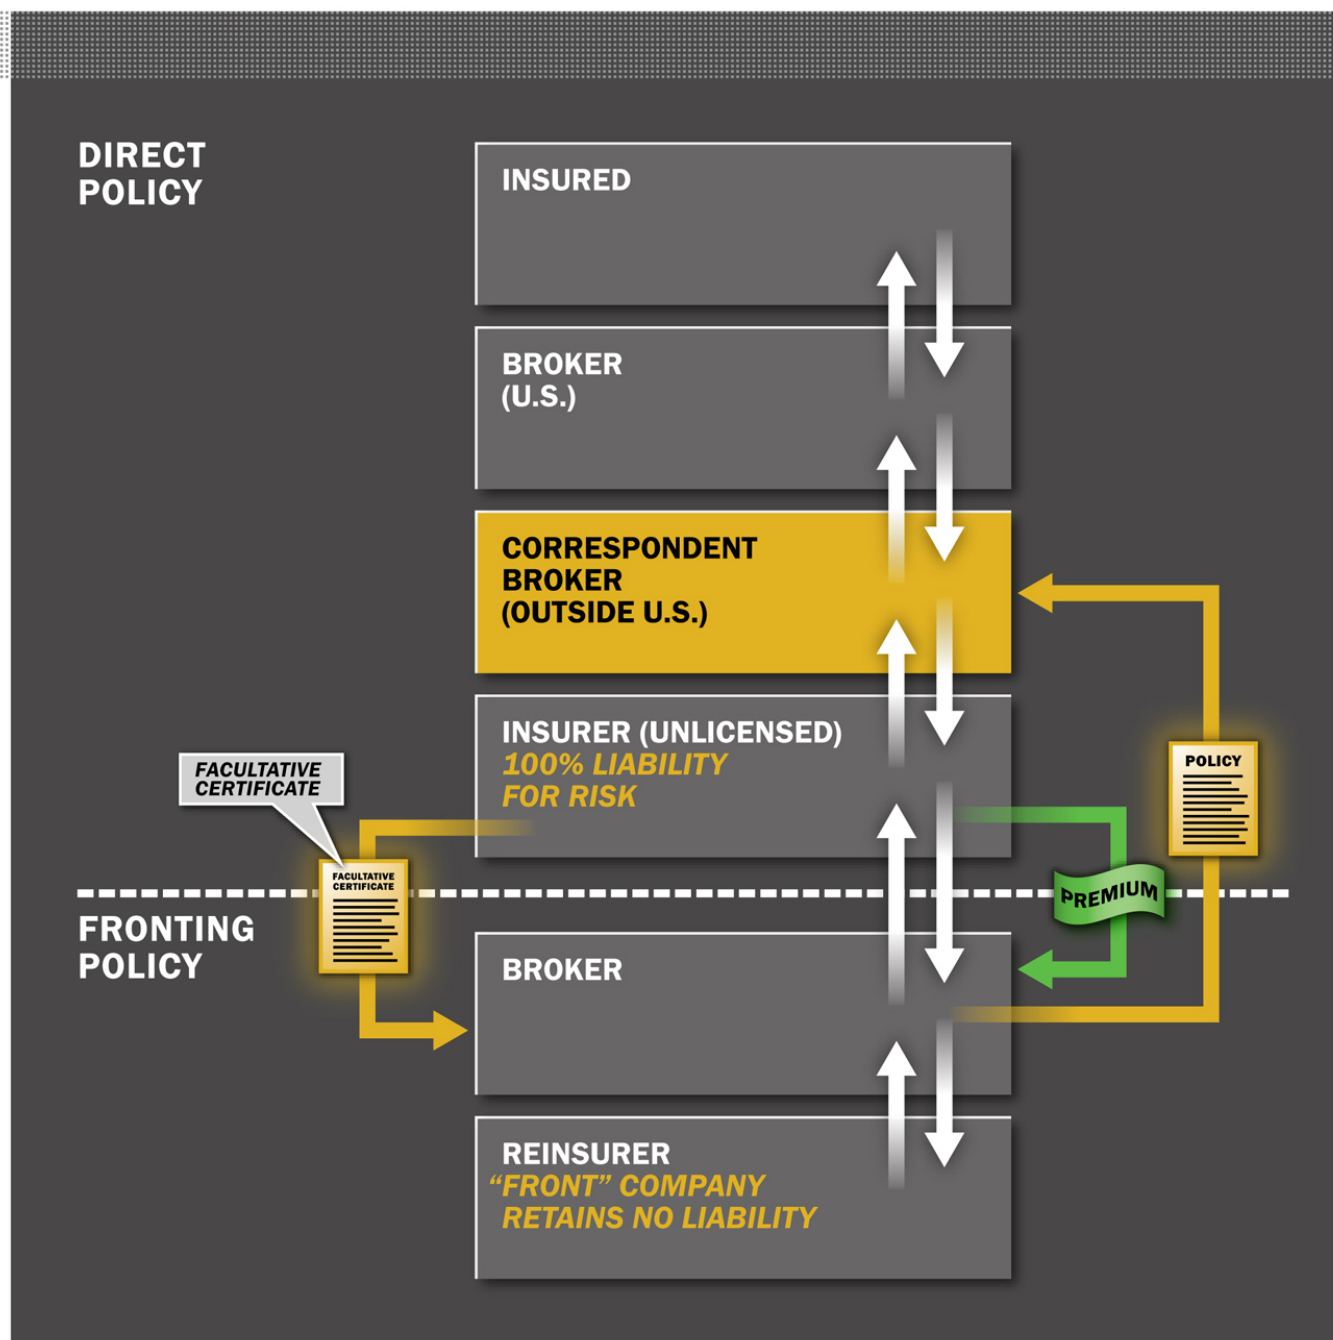 DIRECT
POLICY
INSURED
BROKER
(U.S.)
CORRESPONDENT
BROKER
(OUTSIDE U.S.)
INSURER (UNLICENSED)
100% LIABILITY
FOR RISK
POLICY
FACULTATIVE
CERTIFICATE
FACULTATIVE
CERTIFICATE
PREMIUM
FRONTING
POLICY
BROKER
REINSURER
“FRONT” COMPANY
RETAINS NO LIABILITY